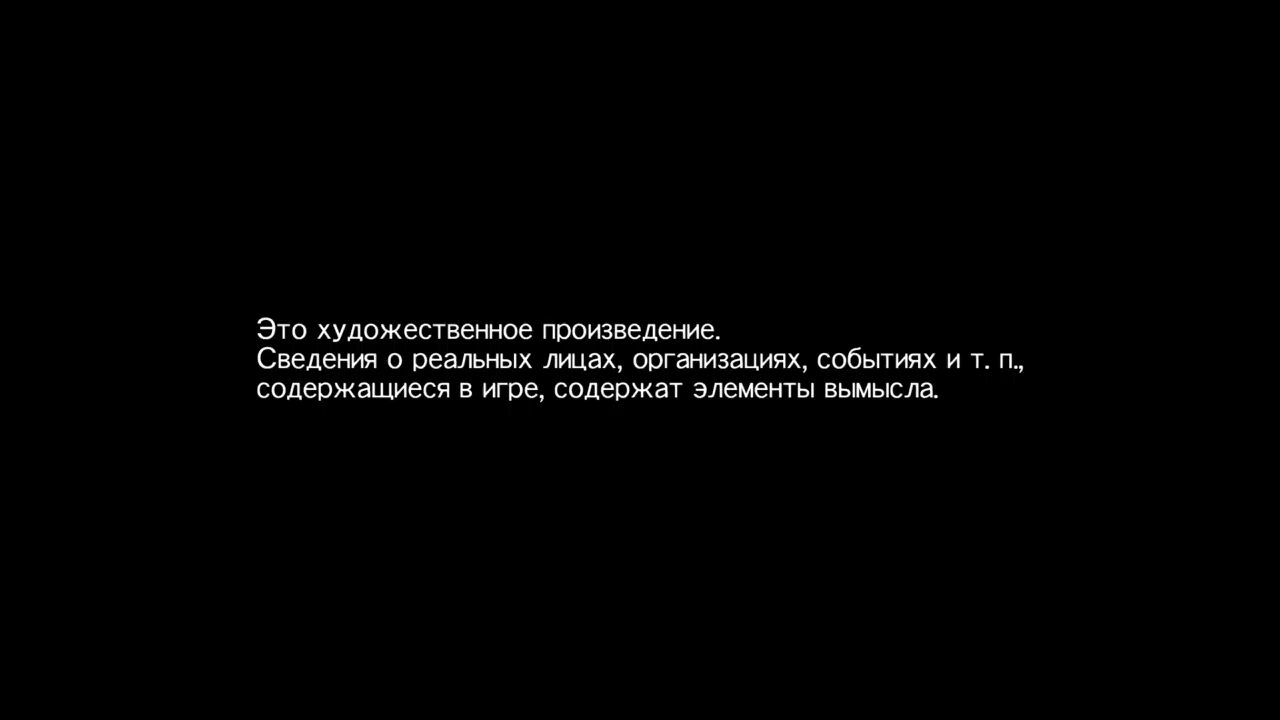 Это художественное произведение.
Сведения о реальных лицах, организациях, событиях и т. п.,
содержащиеся в игре, содержат элементы вымысла.